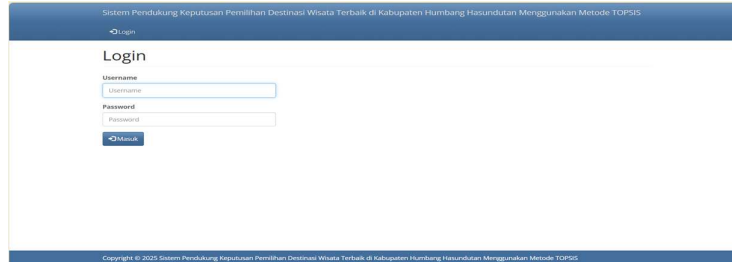 Sistem Pendukung Keputusan Pemilihan Destinasi Wisata Terbaik di Kabupaten Humbang Hasundutan Menggunakan Metode TOPSIS
Login
Login
Username
Username
Password
Password
Masuk
Copyright © 2025 Sistem Pendukung Keputusan Pemilihan Destinasi Wisata Terbaik di Kabupaten Humbang Hasundutan Menggunakan Metode TOPSIS